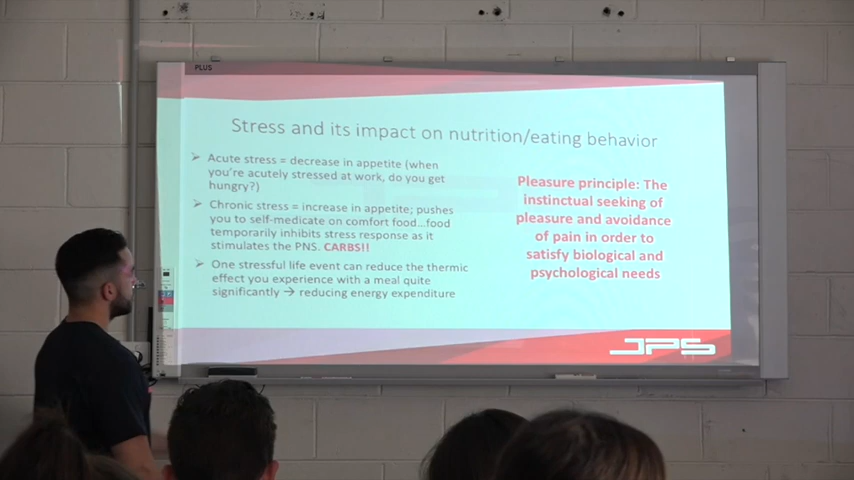 PLUS
Stress and its impact on nutrition/eating behavior
➢ Acute stress = decrease in appetite (when
you're acutely stressed at work, do you get
hungry?)
➢ Chronic stress = increase in appetite; pushes
you to self-medicate on comfort food...food
temporarily inhibits stress response as it
stimulates the PNS. CARBS!!
➢ One stressful life event can reduce the thermic
effect you experience with a meal quite
significantly → reducing energy expenditure
Pleasure principle: The
instinctual seeking of
pleasure and avoidance
of pain in order to
satisfy biological and
psychological needs
JPS